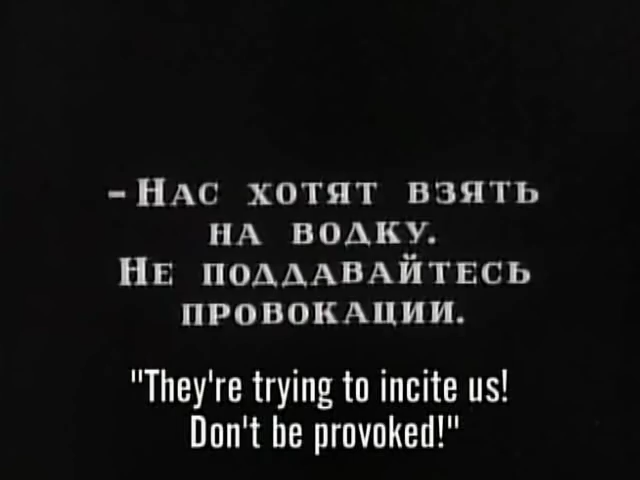 – Нас хотят взять
на водку.
Не поддавайтесь
провокации.
"They're trying to incite us!
Don't be provoked!"